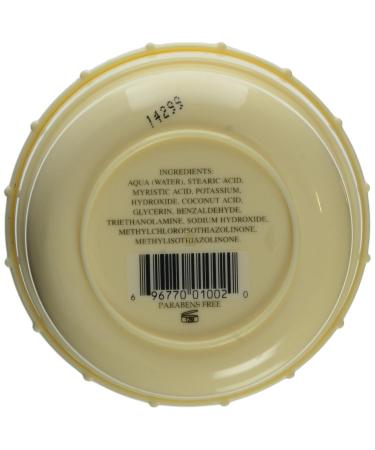 14299
INGREDIENTS:
AQUA (WATER), STEARIC ACID,
MYRISTIC ACID, POTASSIUM,
HYDROXIDE, COCONUT ACID,
GLYCERIN, BENZALDEHYDE,
TRIETHANOLAMINE, SODIUM HYDROXIDE,
METHYLCHLOROISOTHIAZOLINONE,
METHYLISOTHIAZOLINONE.
6 96770 01002 0
PARABENS FREE